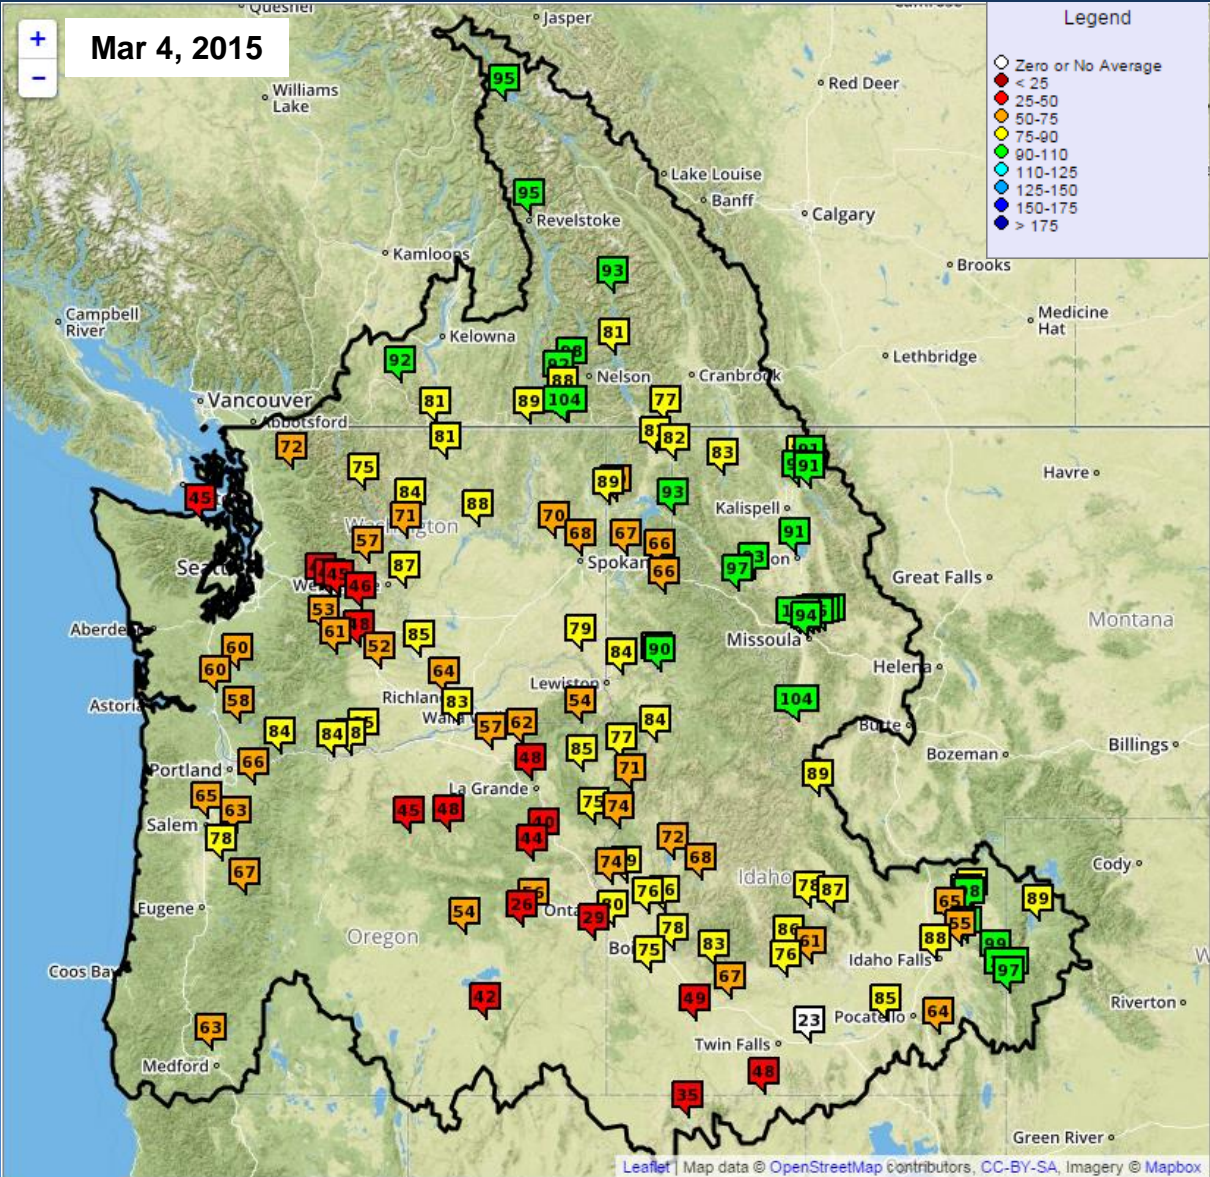 Mar 4, 2015
+
−
Legend
Zero or No Average
< 25
25-50
50-75
75-90
90-110
110-125
125-150
150-175
> 175
Quesnel
Jasper
95
Red Deer
Williams
Lake
Lake Louise
95
Banff
Calgary
Revelstoke
Kamloops
93
Brooks
Campbell
River
Medicine
Hat
81
Kelowna
92
Lethbridge
88
Nelson
Cranbrook
Vancouver
81
89
104
77
Abbotsford
72
81
82
83
75
91
89
Havre
84
93
45
88
Kalispell
71
Washington
70
68
67
91
57
66
87
97
66
Great Falls
46
53
94
Montana
61
52
85
79
Missoula
Aberdeen
60
84
90
60
64
Lewiston
Helena
58
Richland
83
54
104
Astoria
57
62
84
Butte
84
84
77
85
48
Bozeman
Billings
Portland
66
71
89
La Grande
65
63
45
48
75
74
Salem
78
44
72
68
Cody
67
74
Idaho
87
76
65
89
Eugene
54
26
29
55
Oregon
78
88
75
83
61
76
Idaho Falls
Coos Bay
67
97
42
49
85
Riverton
63
23
Pocatello
64
Twin Falls
Medford
48
35
Green River
Leaflet | Map data © OpenStreetMap contributors, CC-BY-SA, Imagery © Mapbox